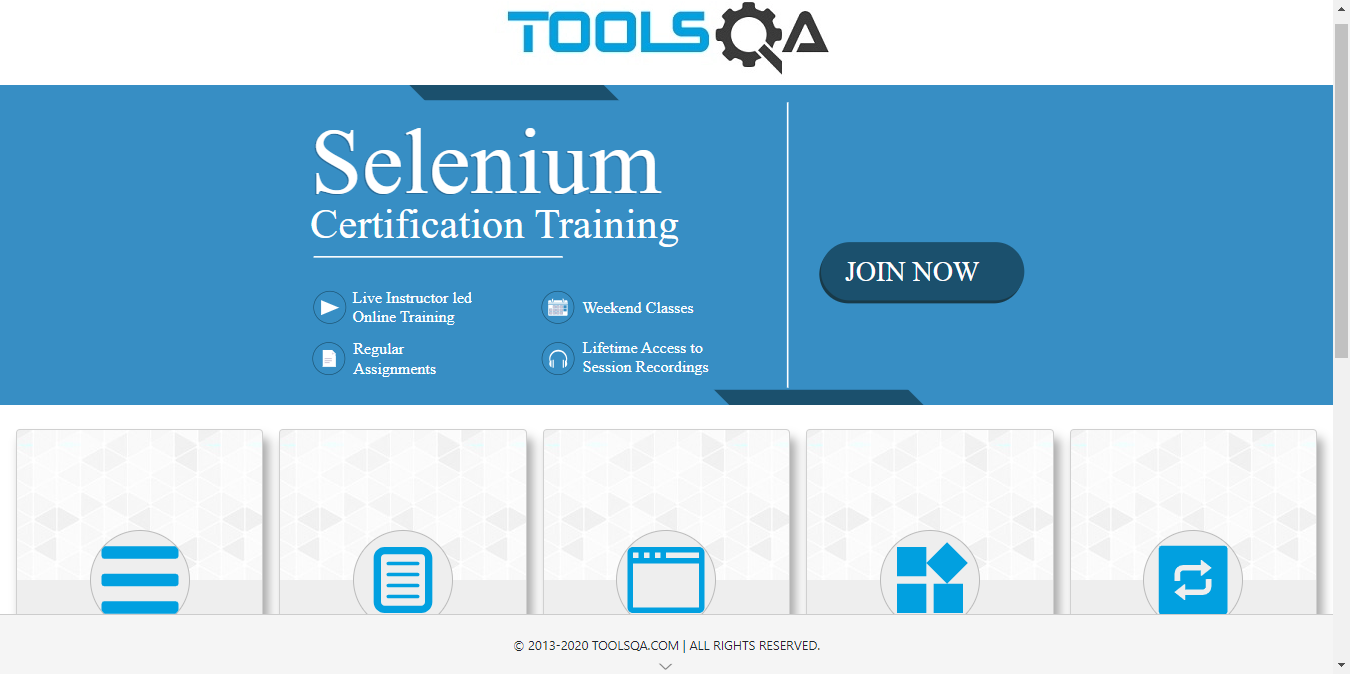 TOOLSQA
Selenium
Certification Training
JOIN NOW
Live Instructor led
Online Training
Weekend Classes
Regular
Assignments
Lifetime Access to
Session Recordings
© 2013-2020 TOOLSQA.COM | ALL RIGHTS RESERVED.